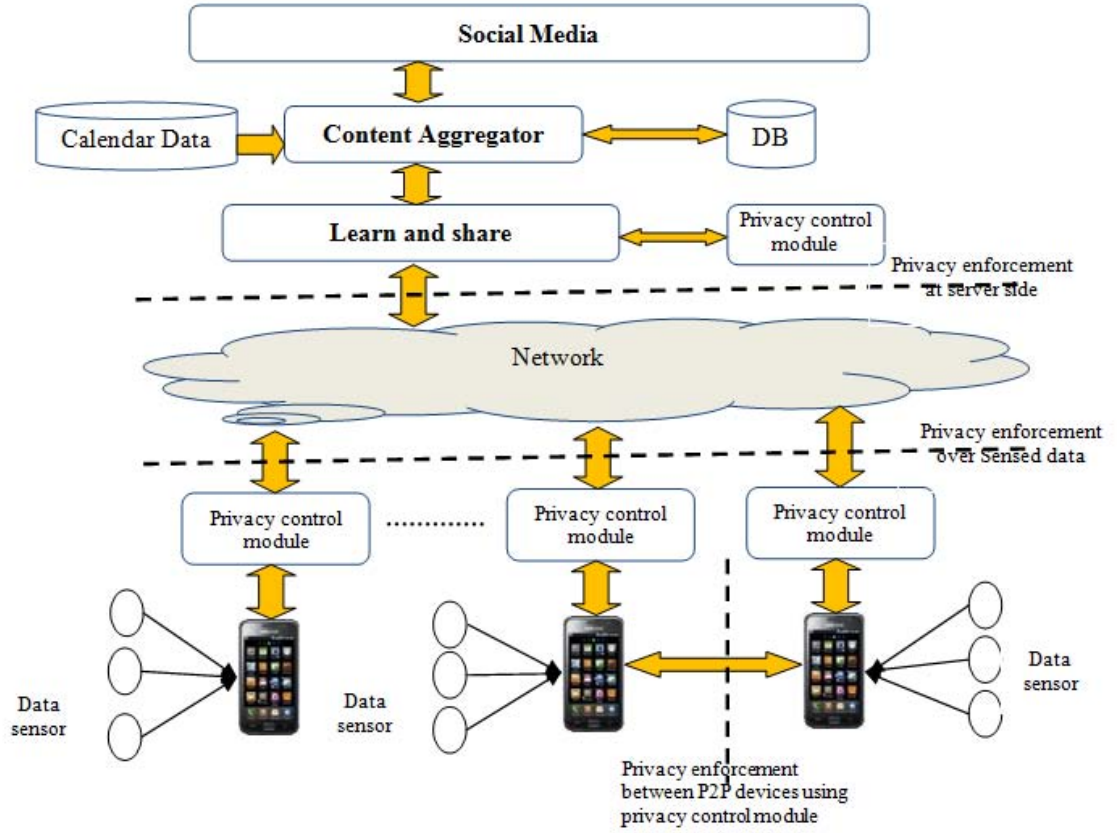 Social Media
Calendar Data
Content Aggregator
DB
Learn and share
Privacy control
module
Privacy enforcement
at server side
Network
Privacy enforcement
over Sensed data
Privacy control
module
Privacy control
module
Privacy control
module
Data
sensor
Data
sensor
Data
sensor
Privacy enforcement
between P2P devices using
privacy control module